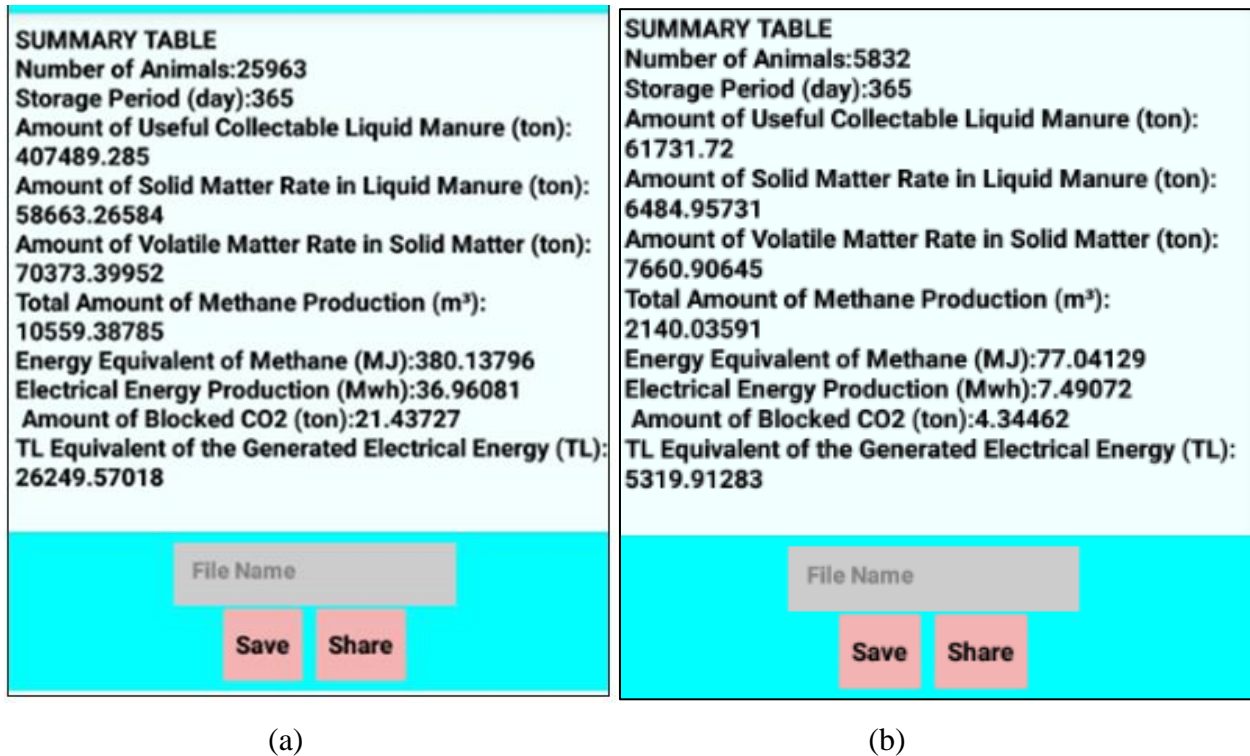 SUMMARY TABLE
Number of Animals:25963
Storage Period (day):365
Amount of Useful Collectable Liquid Manure (ton):
407489.285
Amount of Solid Matter Rate in Liquid Manure (ton):
58663.26584
Amount of Volatile Matter Rate in Solid Matter (ton):
70373.39952
Total Amount of Methane Production (m³):
10559.38785
Energy Equivalent of Methane (MJ):380.13796
Electrical Energy Production (Mwh):36.96081
Amount of Blocked CO2 (ton):21.43727
TL Equivalent of the Generated Electrical Energy (TL):
26249.57018
File Name
Save Share
(a)
SUMMARY TABLE
Number of Animals:5832
Storage Period (day):365
Amount of Useful Collectable Liquid Manure (ton):
61731.72
Amount of Solid Matter Rate in Liquid Manure (ton):
6484.95731
Amount of Volatile Matter Rate in Solid Matter (ton):
7660.90645
Total Amount of Methane Production (m³):
2140.03591
Energy Equivalent of Methane (MJ):77.04129
Electrical Energy Production (Mwh):7.49072
Amount of Blocked CO2 (ton):4.34462
TL Equivalent of the Generated Electrical Energy (TL):
5319.91283
File Name
Save Share
(b)